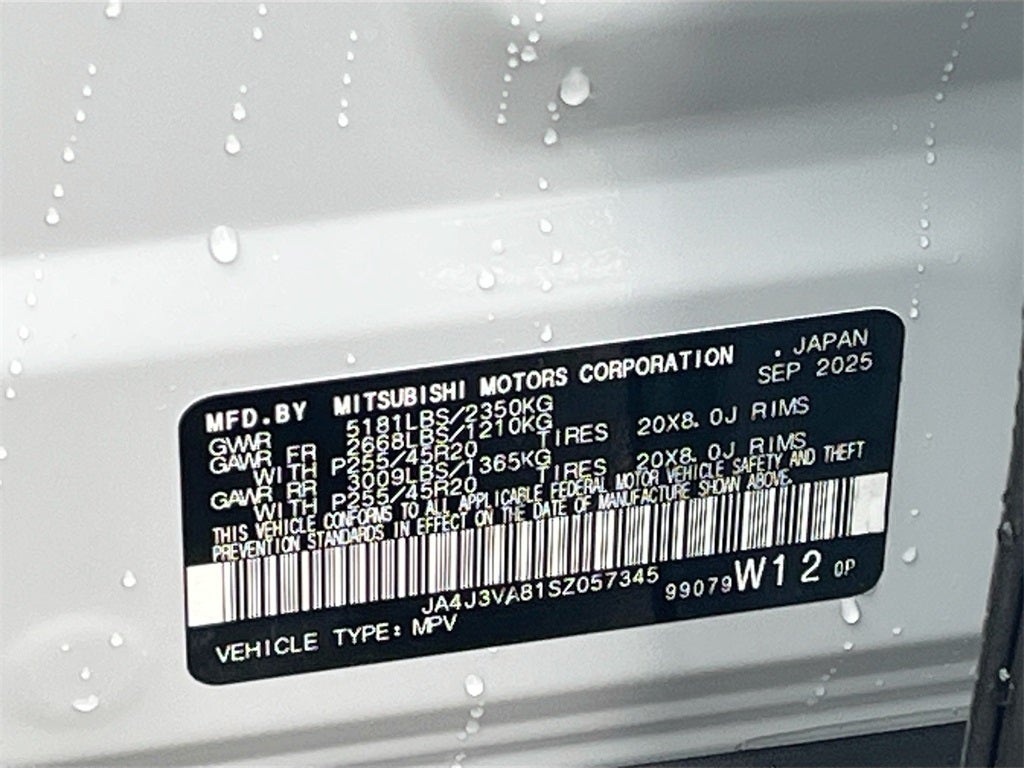 MFD.BY MITSUBISHI MOTORS CORPORATION . JAPAN
GVWR 5181LBS/2350KG SEP 2025
GAWR FR 2668LBS/1210KG
WITH P255/45R20 TIRES 20X8.0J RIMS
GAWR RR 3009LBS/1365KG
WITH P255/45R20 TIRES 20X8.0J RIMS
THIS VEHICLE CONFORMS TO ALL APPLICABLE FEDERAL MOTOR VEHICLE SAFETY AND THEFT
PREVENTION STANDARDS IN EFFECT ON THE DATE OF MANUFACTURE SHOWN ABOVE.
JA4J3VA81SZ057345 99079 W12 0P
VEHICLE TYPE: MPV